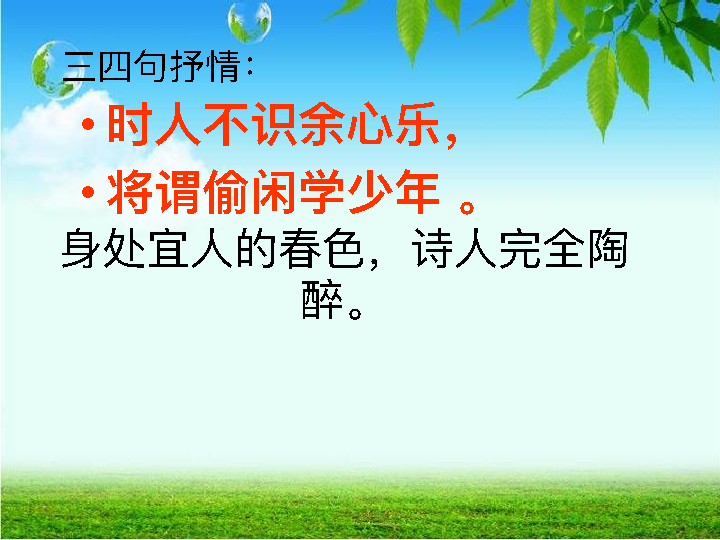 三四句抒情：
•时人不识余心乐，
•将谓偷闲学少年 。
身处宜人的春色，诗人完全陶
醉。